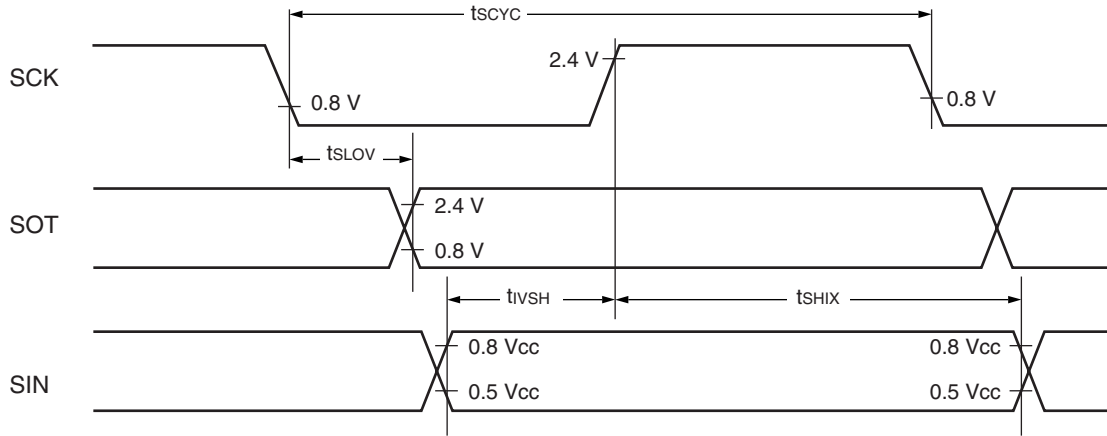 tSCYC
SCK
2.4 V
0.8 V
0.8 V
tSLOV
SOT
2.4 V
0.8 V
tIVSH
tSHIX
SIN
0.8 Vcc
0.8 Vcc
0.5 Vcc
0.5 Vcc